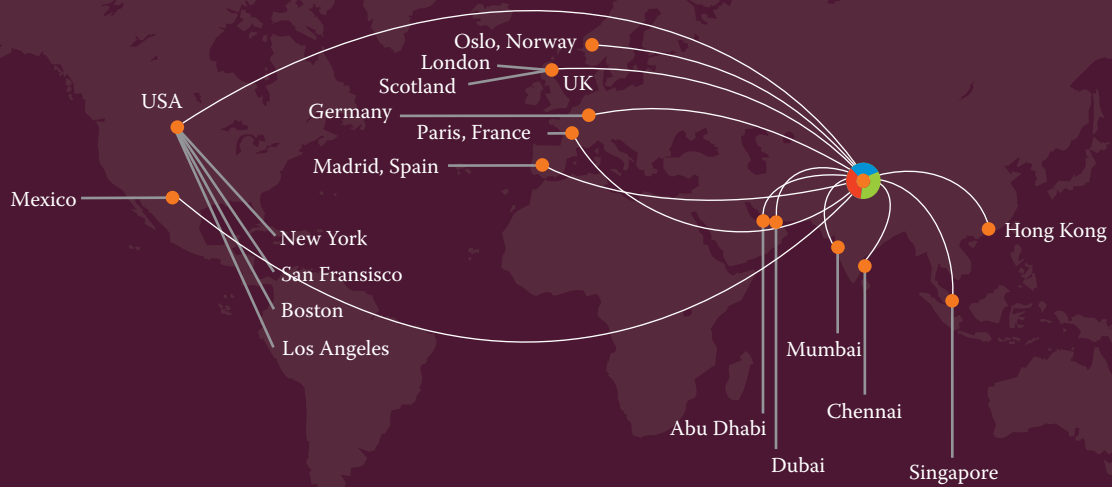 Oslo, Norway
London
Scotland
UK
USA
Germany
Paris, France
Madrid, Spain
Mexico
New York
San Fransisco
Boston
Los Angeles
Hong Kong
Mumbai
Chennai
Abu Dhabi
Dubai
Singapore